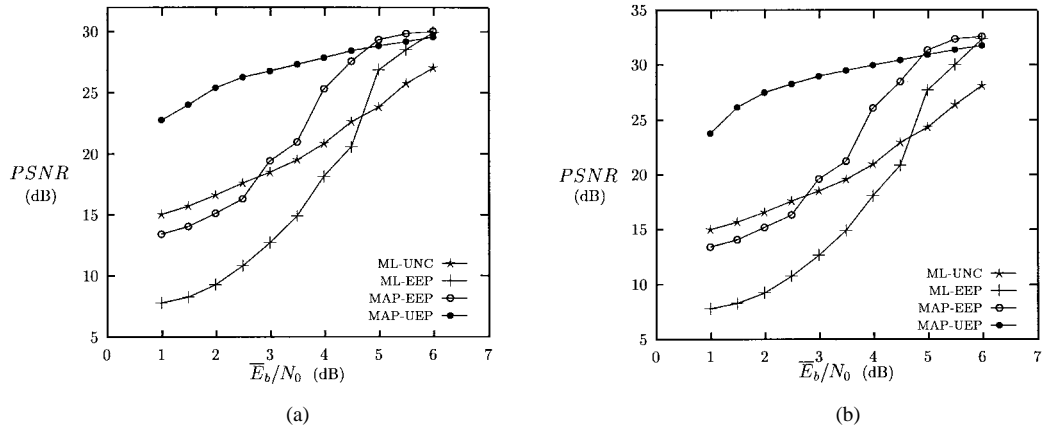 30
25
20
PSNR
(dB)
15
10
5
ML-UNC
ML-EEP
MAP-EEP
MAP-UEP
0 1 2 3 4 5 6 7
E̅b/N0 (dB)
(a)
35
30
25
20
PSNR
(dB)
15
10
5
ML-UNC
ML-EEP
MAP-EEP
MAP-UEP
0 1 2 3 4 5 6 7
E̅b/N0 (dB)
(b)